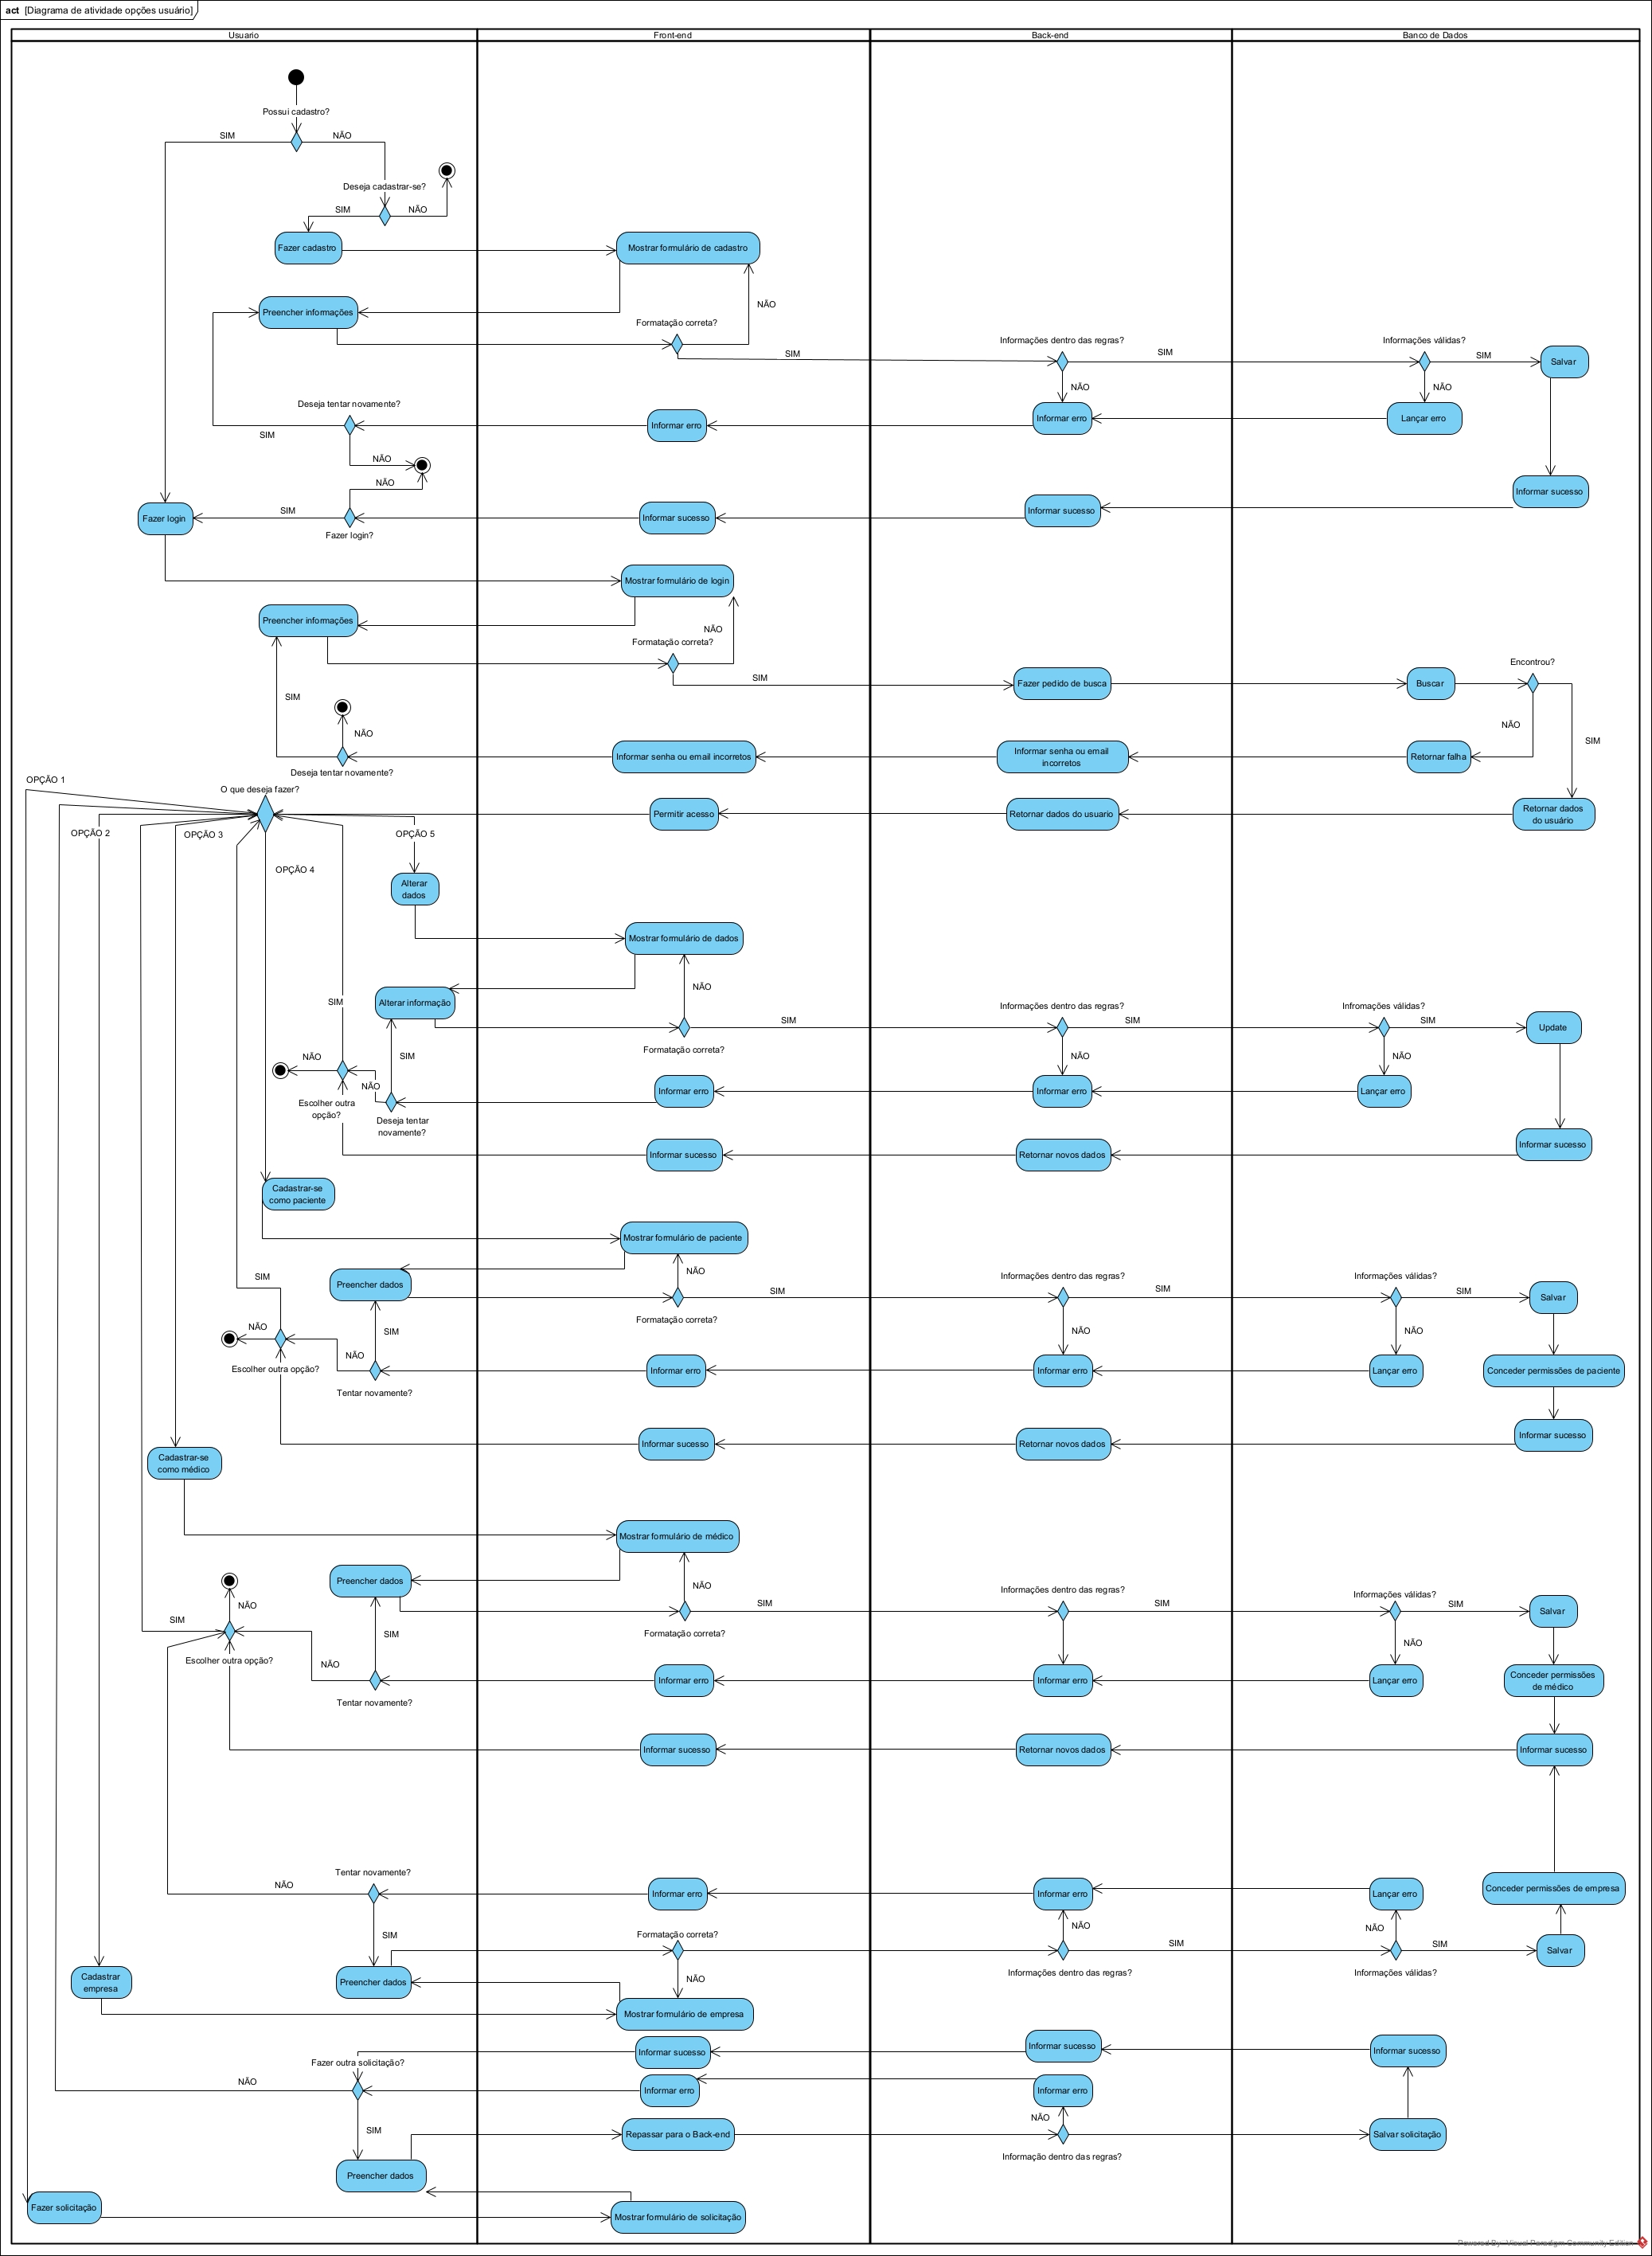 act [Diagrama de atividade opções usuário]
Usuario
Front-end
Back-end
Banco de Dados
Possui cadastro?
SIM
NÃO
Deseja cadastrar-se?
SIM
NÃO
Fazer cadastro
Mostrar formulário de cadastro
Preencher informações
NÃO
Formatação correta?
SIM
Informações dentro das regras?
SIM
Informações válidas?
SIM
Salvar
NÃO
NÃO
Deseja tentar novamente?
Informar erro
Informar erro
Lançar erro
SIM
NÃO
NÃO
Informar sucesso
Fazer login
SIM
Fazer login?
Informar sucesso
Informar sucesso
Mostrar formulário de login
Preencher informações
NÃO
Formatação correta?
SIM
Fazer pedido de busca
Buscar
Encontrou?
SIM
NÃO
NÃO
SIM
Deseja tentar novamente?
Informar senha ou email incorretos
Informar senha ou email
incorretos
Retornar falha
OPÇÃO 1
O que deseja fazer?
Permitir acesso
Retornar dados do usuario
Retornar dados
do usuário
OPÇÃO 2
OPÇÃO 3
OPÇÃO 5
OPÇÃO 4
Alterar
dados
Mostrar formulário de dados
NÃO
SIM
Alterar informação
Formatação correta?
SIM
Informações dentro das regras?
SIM
Infromações válidas?
SIM
Update
NÃO
SIM
NÃO
NÃO
NÃO
Escolher outra
opção?
Deseja tentar
novamente?
Informar erro
Informar erro
Lançar erro
Informar sucesso
Retornar novos dados
Informar sucesso
Cadastrar-se
como paciente
Mostrar formulário de paciente
NÃO
SIM
Preencher dados
Formatação correta?
SIM
Informações dentro das regras?
SIM
Informações válidas?
SIM
Salvar
NÃO
SIM
NÃO
NÃO
NÃO
Escolher outra opção?
Tentar novamente?
Informar erro
Informar erro
Lançar erro
Conceder permissões de paciente
Informar sucesso
Informar sucesso
Retornar novos dados
Cadastrar-se
como médico
Mostrar formulário de médico
Preencher dados
NÃO
NÃO
SIM
Informações dentro das regras?
SIM
Informações válidas?
SIM
Salvar
SIM
SIM
Formatação correta?
NÃO
Escolher outra opção?
NÃO
Tentar novamente?
Informar erro
Informar erro
Lançar erro
Conceder permissões
de médico
Informar sucesso
Retornar novos dados
Informar sucesso
Tentar novamente?
NÃO
Informar erro
Informar erro
Lançar erro
Conceder permissões de empresa
SIM
Formatação correta?
NÃO
NÃO
SIM
SIM
Salvar
Cadastrar
empresa
Preencher dados
NÃO
Informações dentro das regras?
Informações válidas?
Mostrar formulário de empresa
Fazer outra solicitação?
Informar sucesso
Informar sucesso
Informar sucesso
NÃO
Informar erro
Informar erro
SIM
Repassar para o Back-end
NÃO
Informação dentro das regras?
Salvar solicitação
Preencher dados
Fazer solicitação
Mostrar formulário de solicitação
Powered By Visual Paradigm Community Edition